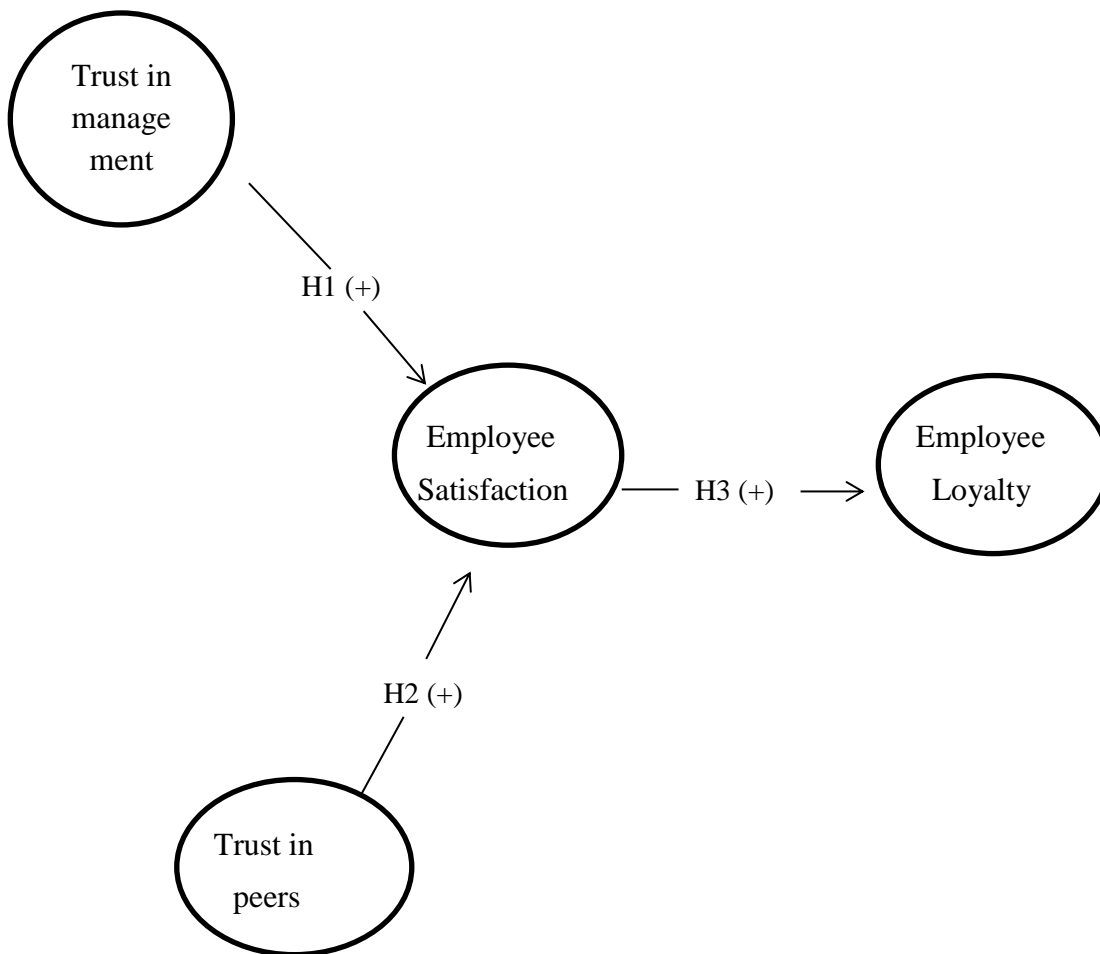 Trust in
manage
ment
H1 (+)
Employee
Satisfaction
H3 (+)
Employee
Loyalty
H2 (+)
Trust in
peers